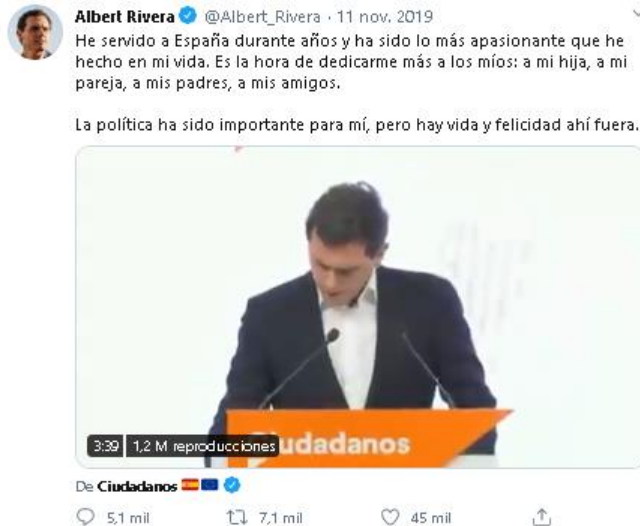 Albert Rivera @Albert_Rivera · 11 nov. 2019
He servido a España durante años y ha sido lo más apasionante que he
hecho en mi vida. Es la hora de dedicarme más a los míos: a mi hija, a mi
pareja, a mis padres, a mis amigos.
La política ha sido importante para mí, pero hay vida y felicidad ahí fuera.
Ciudadanos
3:39 1,2 M reproducciones
De Ciudadanos
5,1 mil 7,1 mil 45 mil